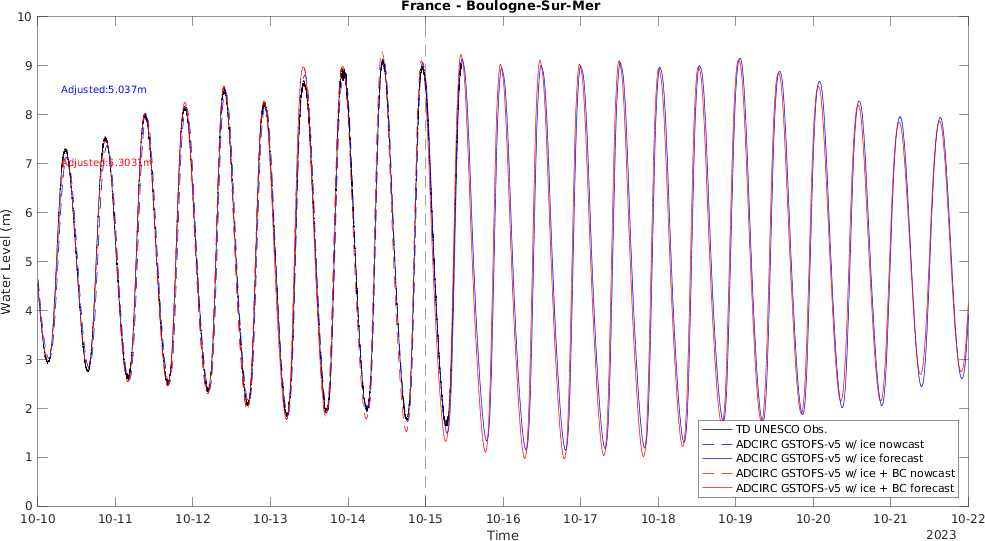 France - Boulogne-Sur-Mer
10
9
8
7
6
5
4
3
2
1
0
Water Level (m)
Adjusted:5.037m
Adjusted:5.3031m
TD UNESCO Obs.
ADCIRC GSTOFS-v5 w/ ice nowcast
ADCIRC GSTOFS-v5 w/ ice forecast
ADCIRC GSTOFS-v5 w/ ice + BC nowcast
ADCIRC GSTOFS-v5 w/ ice + BC forecast
10-10 10-11 10-12 10-13 10-14 10-15 10-16 10-17 10-18 10-19 10-20 10-21 10-22
Time
2023